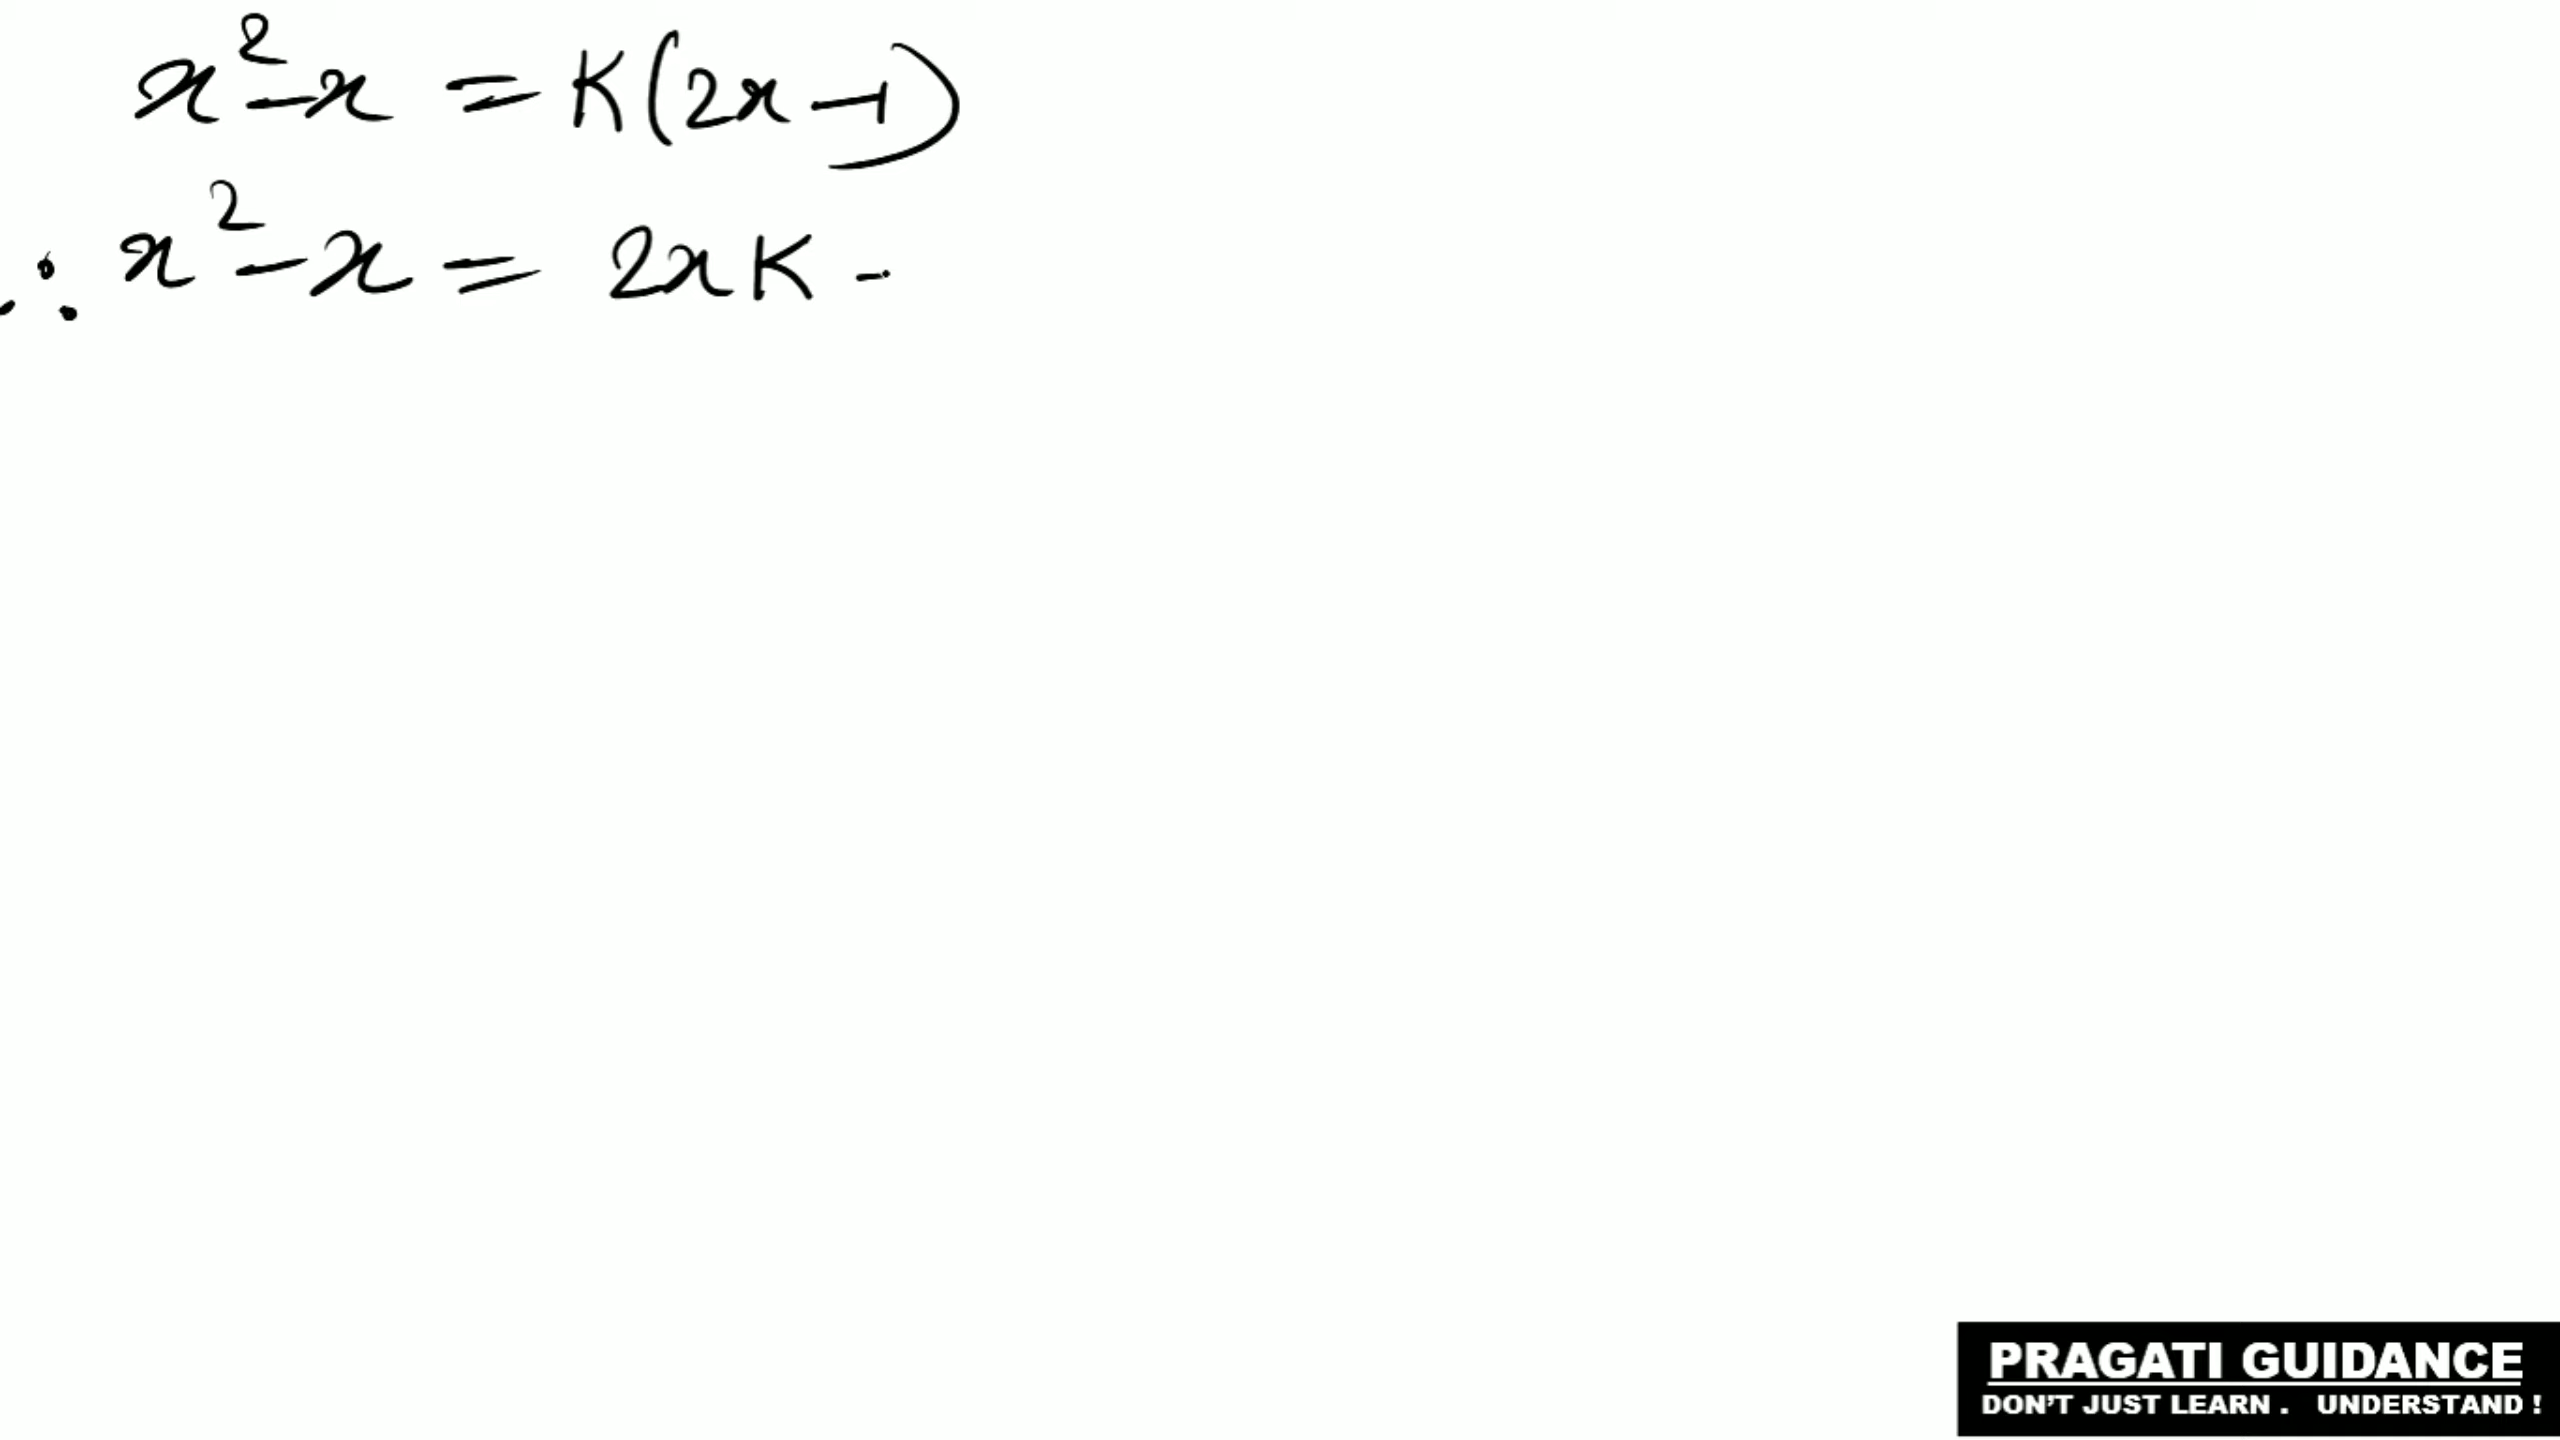 x² - x = K(2x - 1)
∴ x² - x = 2xK -
PRAGATI GUIDANCE
DON'T JUST LEARN . UNDERSTAND !